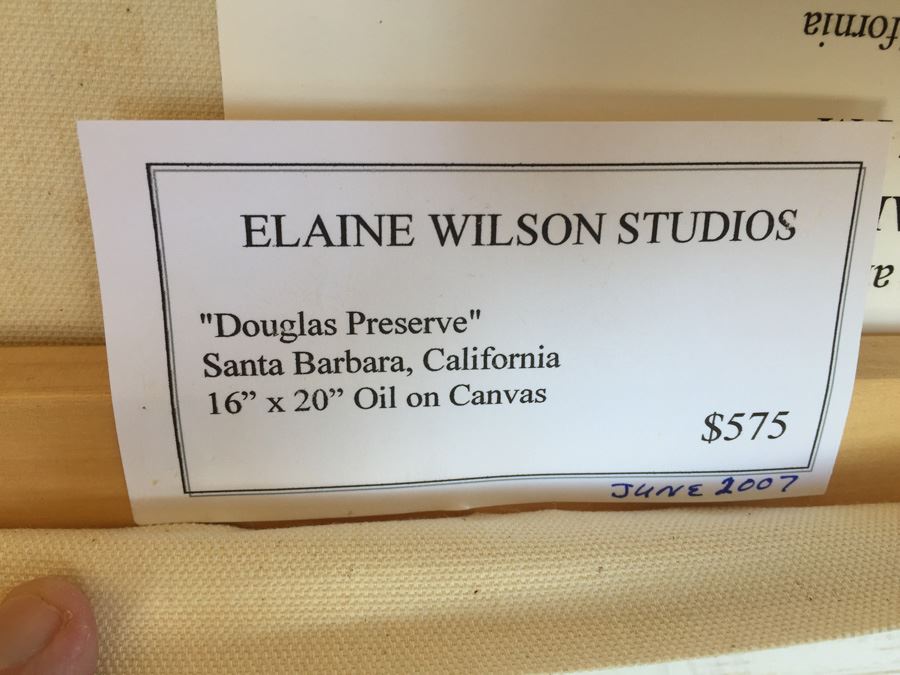 ELAINE WILSON STUDIOS
"Douglas Preserve"
Santa Barbara, California
16” x 20” Oil on Canvas
$575
JUNE 2007